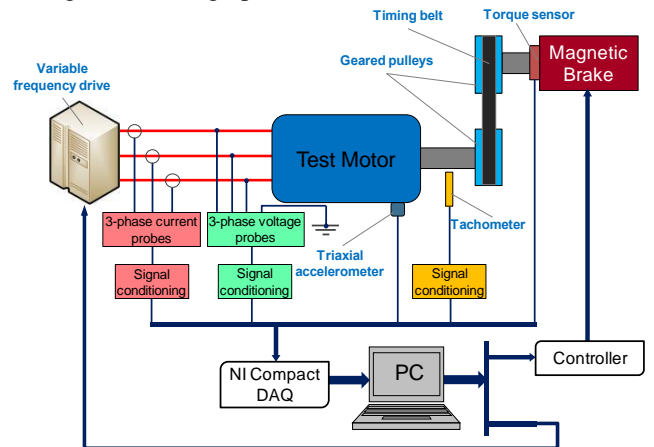 Timing belt
Torque sensor
Variable
frequency drive
Geared pulleys
Magnetic
Brake
Test Motor
3-phase current
probes
3-phase voltage
probes
Tachometer
Triaxial
accelerometer
Signal
conditioning
Signal
conditioning
Signal
conditioning
NI Compact
DAQ
PC
Controller